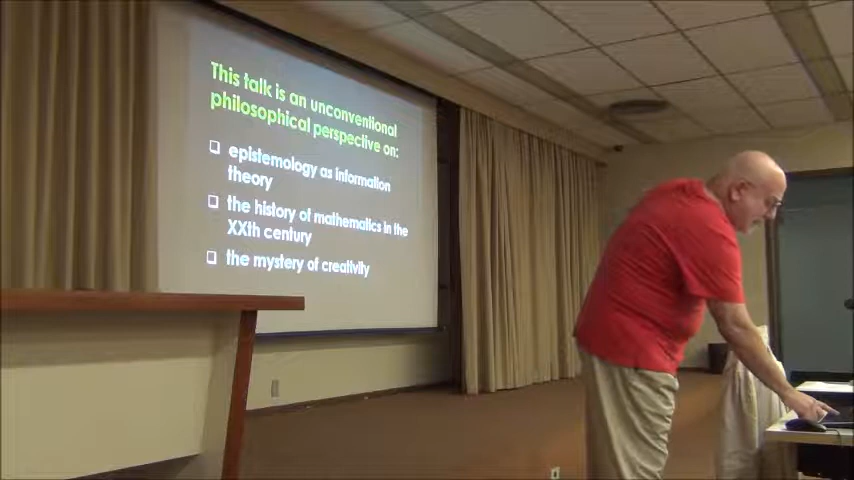 This talk is an unconventional
philosophical perspective on:
❑ epistemology as information
theory
❑ the history of mathematics in the
XXth century
❑ the mystery of creativity